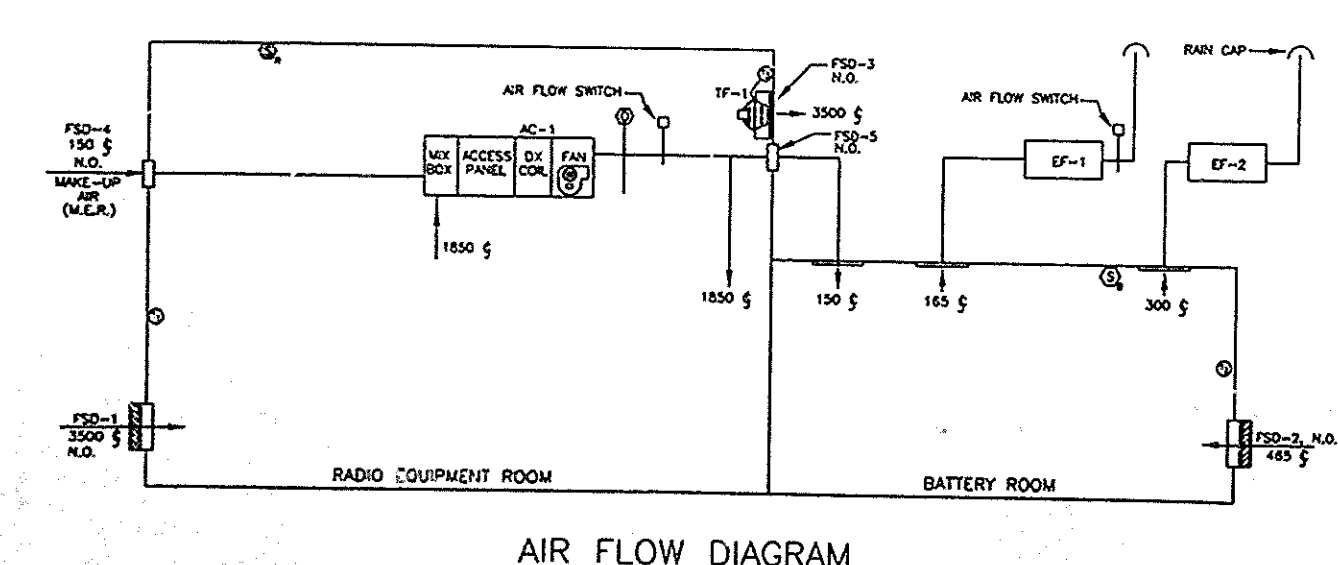 RAIN CAP
FSD-3
N.O.
TF-1
AIR FLOW SWITCH
3500 ȼ
AIR FLOW SWITCH
FSD-4
150 ȼ
N.O.
MAKE-UP
AIR
(M.E.R.)
AC-1
MIX
BOX
ACCESS
PANEL
DX
COIL
FAN
FSD-5
N.O.
EF-1
EF-2
1850 ȼ
1850 ȼ
150 ȼ
165 ȼ
S
300 ȼ
S
FSD-1
3500 ȼ
N.O.
FSD-2, N.O.
465 ȼ
RADIO EQUIPMENT ROOM
BATTERY ROOM
AIR FLOW DIAGRAM